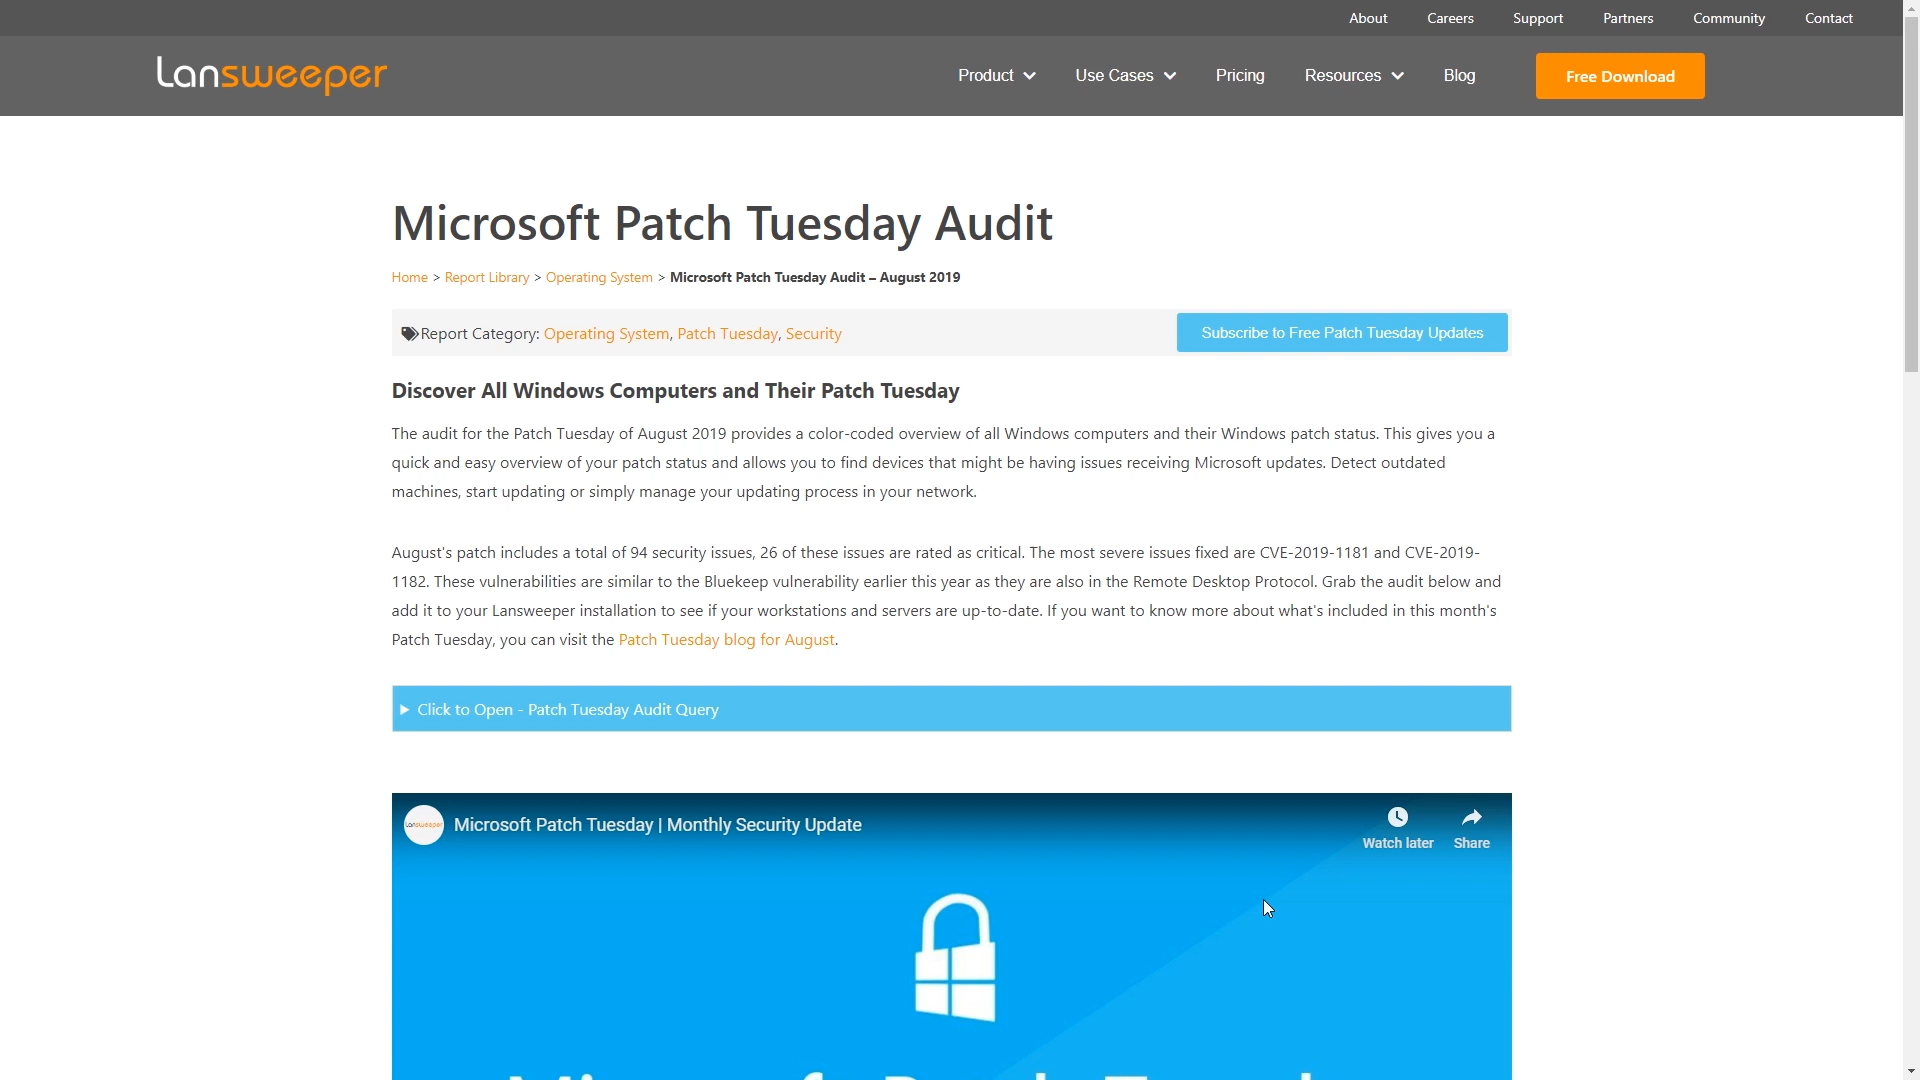 About Careers Support Partners Community Contact
Lansweeper
Product Use Cases Pricing Resources Blog Free Download
Microsoft Patch Tuesday Audit
Home > Report Library > Operating System > Microsoft Patch Tuesday Audit – August 2019
Report Category: Operating System, Patch Tuesday, Security
Subscribe to Free Patch Tuesday Updates
Discover All Windows Computers and Their Patch Tuesday
The audit for the Patch Tuesday of August 2019 provides a color-coded overview of all Windows computers and their Windows patch status. This gives you a
quick and easy overview of your patch status and allows you to find devices that might be having issues receiving Microsoft updates. Detect outdated
machines, start updating or simply manage your updating process in your network.
August's patch includes a total of 94 security issues, 26 of these issues are rated as critical. The most severe issues fixed are CVE-2019-1181 and CVE-2019-
1182. These vulnerabilities are similar to the Bluekeep vulnerability earlier this year as they are also in the Remote Desktop Protocol. Grab the audit below and
add it to your Lansweeper installation to see if your workstations and servers are up-to-date. If you want to know more about what's included in this month's
Patch Tuesday, you can visit the Patch Tuesday blog for August.
Click to Open - Patch Tuesday Audit Query
lansweeper
Microsoft Patch Tuesday | Monthly Security Update
Watch later Share